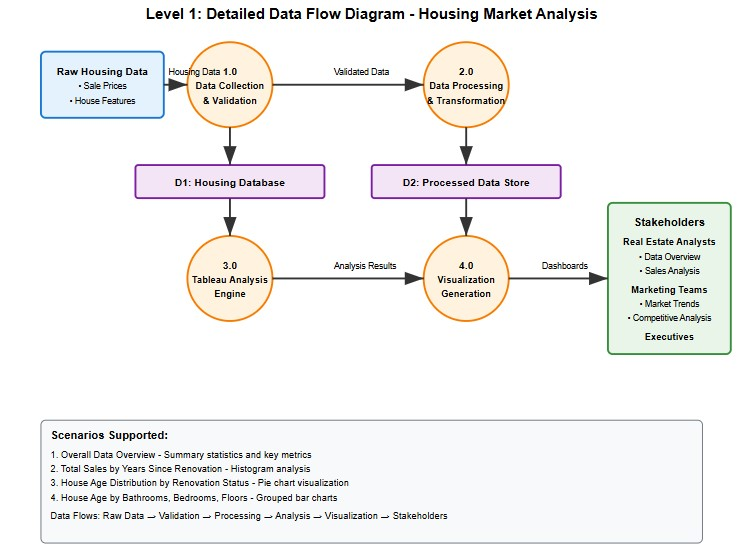 Level 1: Detailed Data Flow Diagram - Housing Market Analysis
Raw Housing Data
• Sale Prices
• House Features
Housing Data
1.0
Data Collection
& Validation
Validated Data
2.0
Data Processing
& Transformation
D1: Housing Database
D2: Processed Data Store
3.0
Tableau Analysis
Engine
Analysis Results
4.0
Visualization
Generation
Dashboards
Stakeholders
Real Estate Analysts
• Data Overview
• Sales Analysis
Marketing Teams
• Market Trends
• Competitive Analysis
Executives
Scenarios Supported:
1. Overall Data Overview - Summary statistics and key metrics
2. Total Sales by Years Since Renovation - Histogram analysis
3. House Age Distribution by Renovation Status - Pie chart visualization
4. House Age by Bathrooms, Bedrooms, Floors - Grouped bar charts
Data Flows: Raw Data → Validation → Processing → Analysis → Visualization → Stakeholders